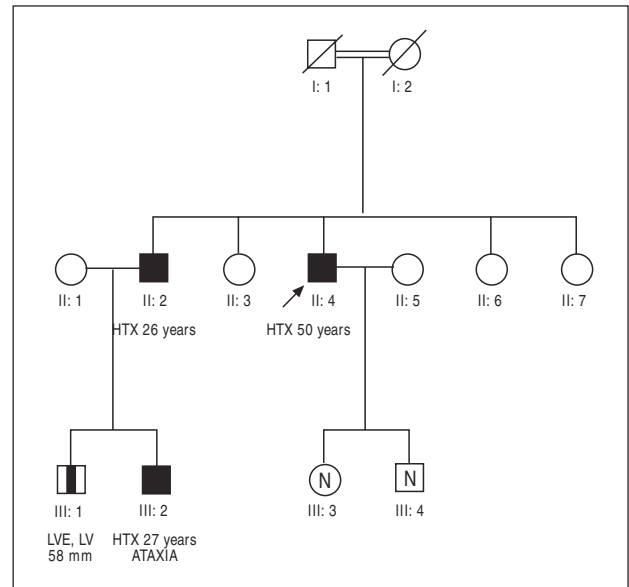 I: 1 I: 2
II: 1 II: 2 II: 3 II: 4 II: 5 II: 6 II: 7
HTX 26 years HTX 50 years
N N
III: 1 III: 2 III: 3 III: 4
LVE, LV HTX 27 years
58 mm ATAXIA